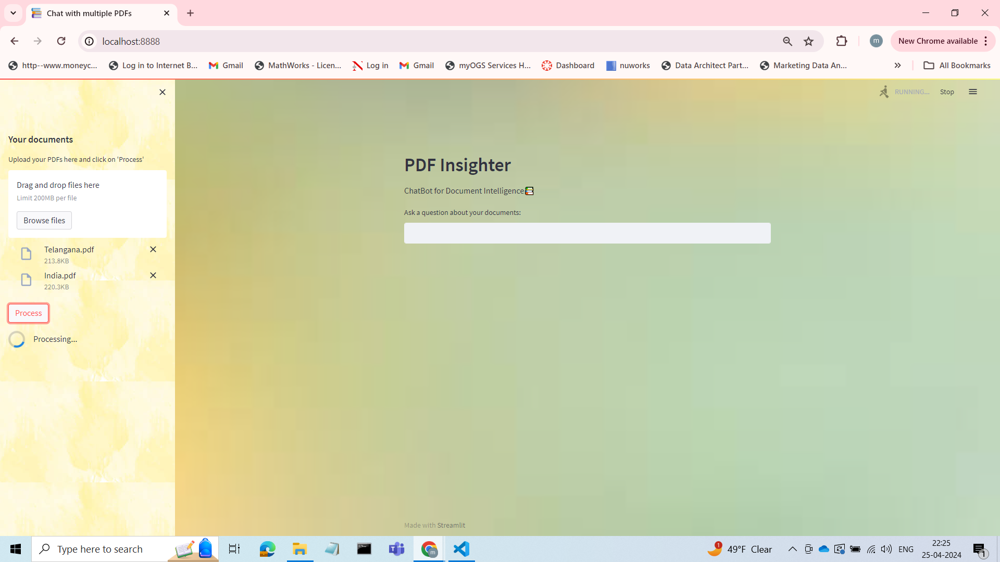 Chat with multiple PDFs
localhost:8888
m
New Chrome available
http--www.moneyc...
Log in to Internet B...
Gmail
MathWorks - Licen...
Log in
Gmail
myOGS Services H...
Dashboard
nuworks
Data Architect Part...
Marketing Data An...
All Bookmarks
RUNNING...
Stop
Your documents
Upload your PDFs here and click on 'Process'
Drag and drop files here
Limit 200MB per file
Browse files
Telangana.pdf
213.8KB
India.pdf
220.3KB
Process
Processing...
PDF Insighter
ChatBot for Document Intelligence
Ask a question about your documents:
Made with Streamlit
Type here to search
m
1
49°F Clear
ENG
22:25
25-04-2024
1